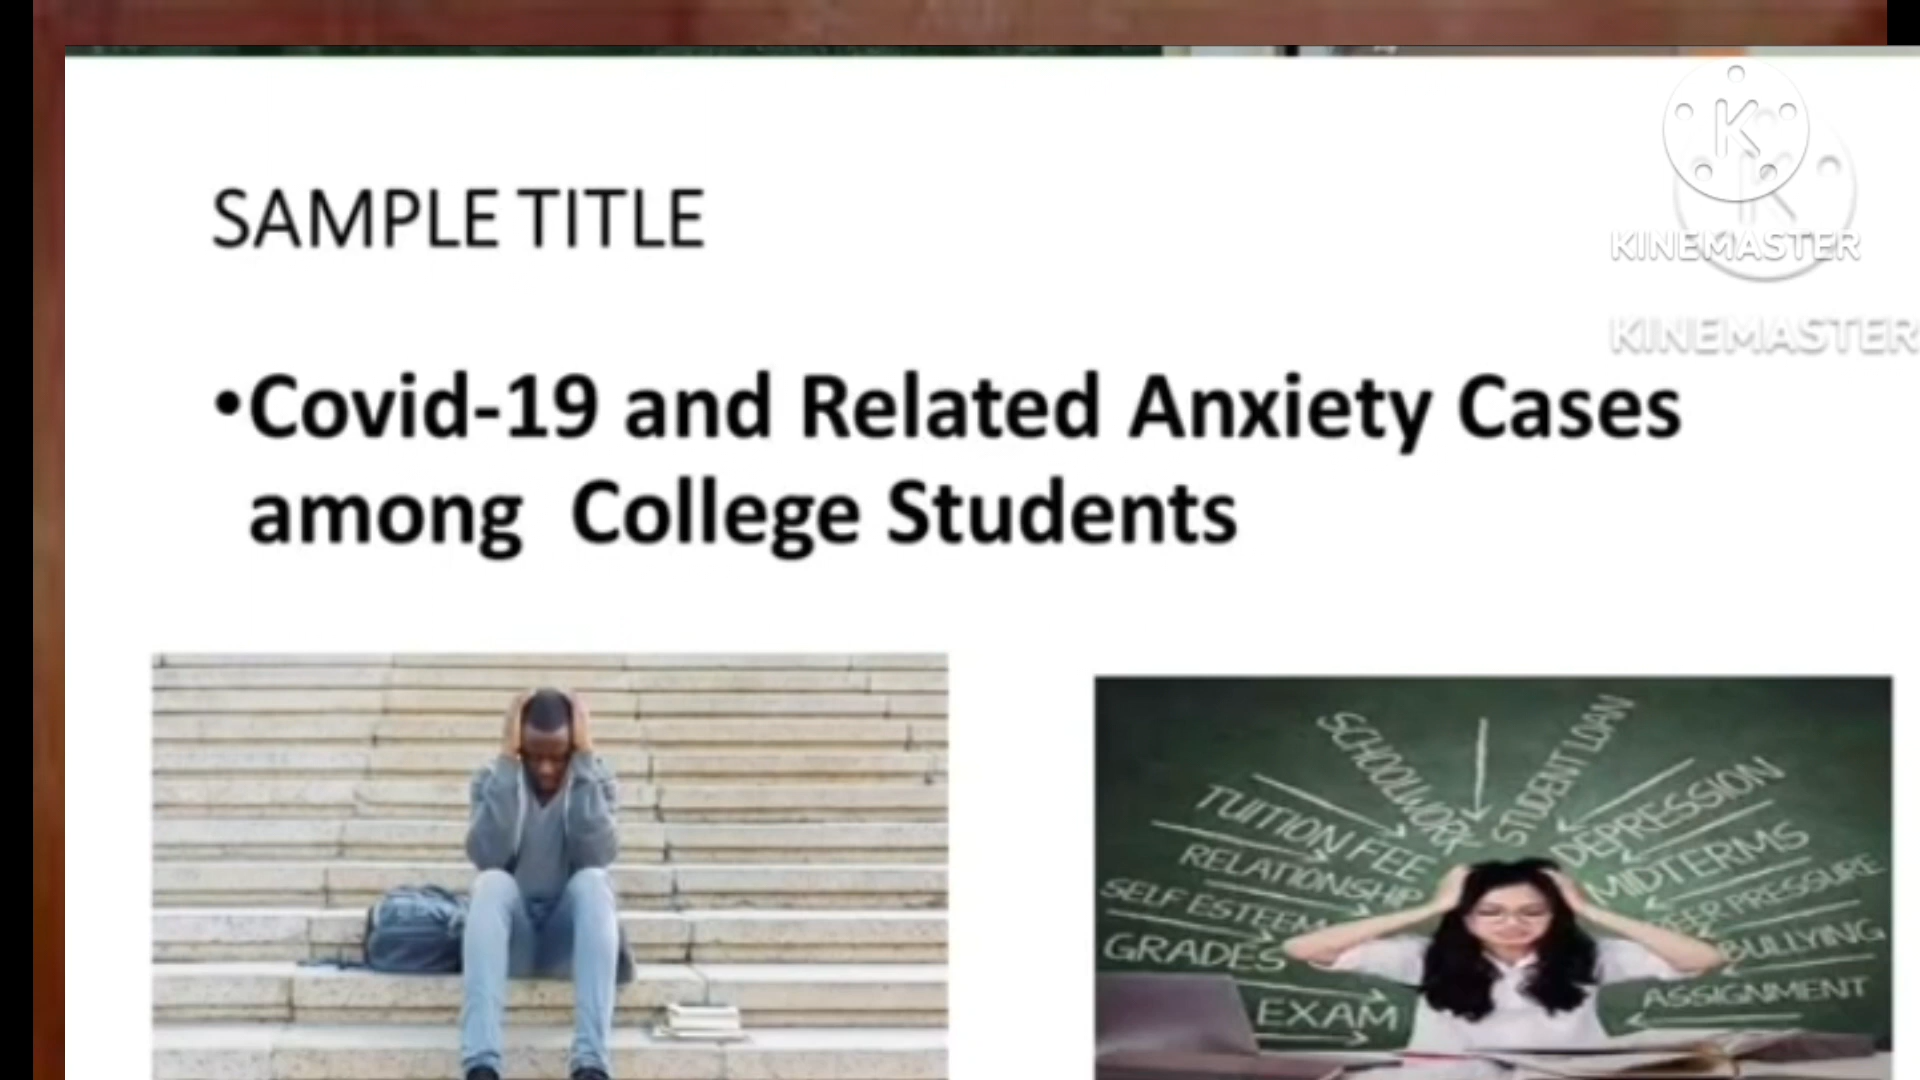 K
K
KINEMASTER
KINEMASTER
SAMPLE TITLE
•Covid-19 and Related Anxiety Cases
among  College Students
SCHOOLWORK
STUDENT LOAN
TUITION FEE
DEPRESSION
RELATIONSHIP
MIDTERMS
SELF ESTEEM
PEER PRESSURE
GRADES
BULLYING
ASSIGNMENT
EXAM